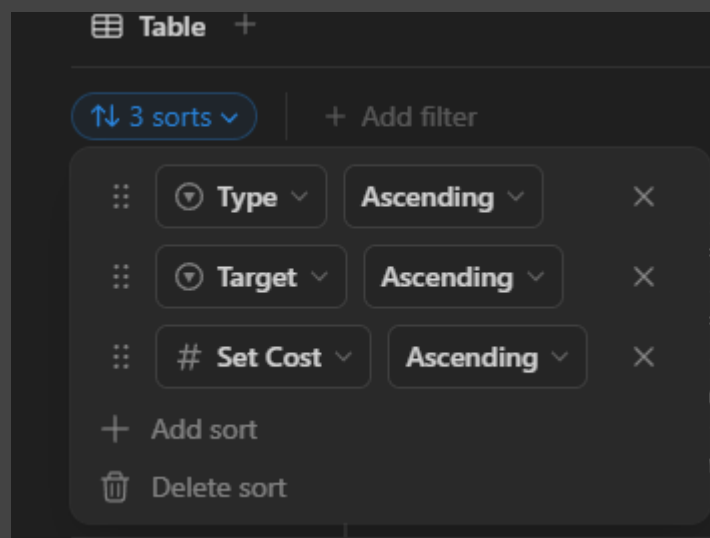 Table
3 sorts Add filter
Type Ascending
Target Ascending
# Set Cost Ascending
Add sort
Delete sort